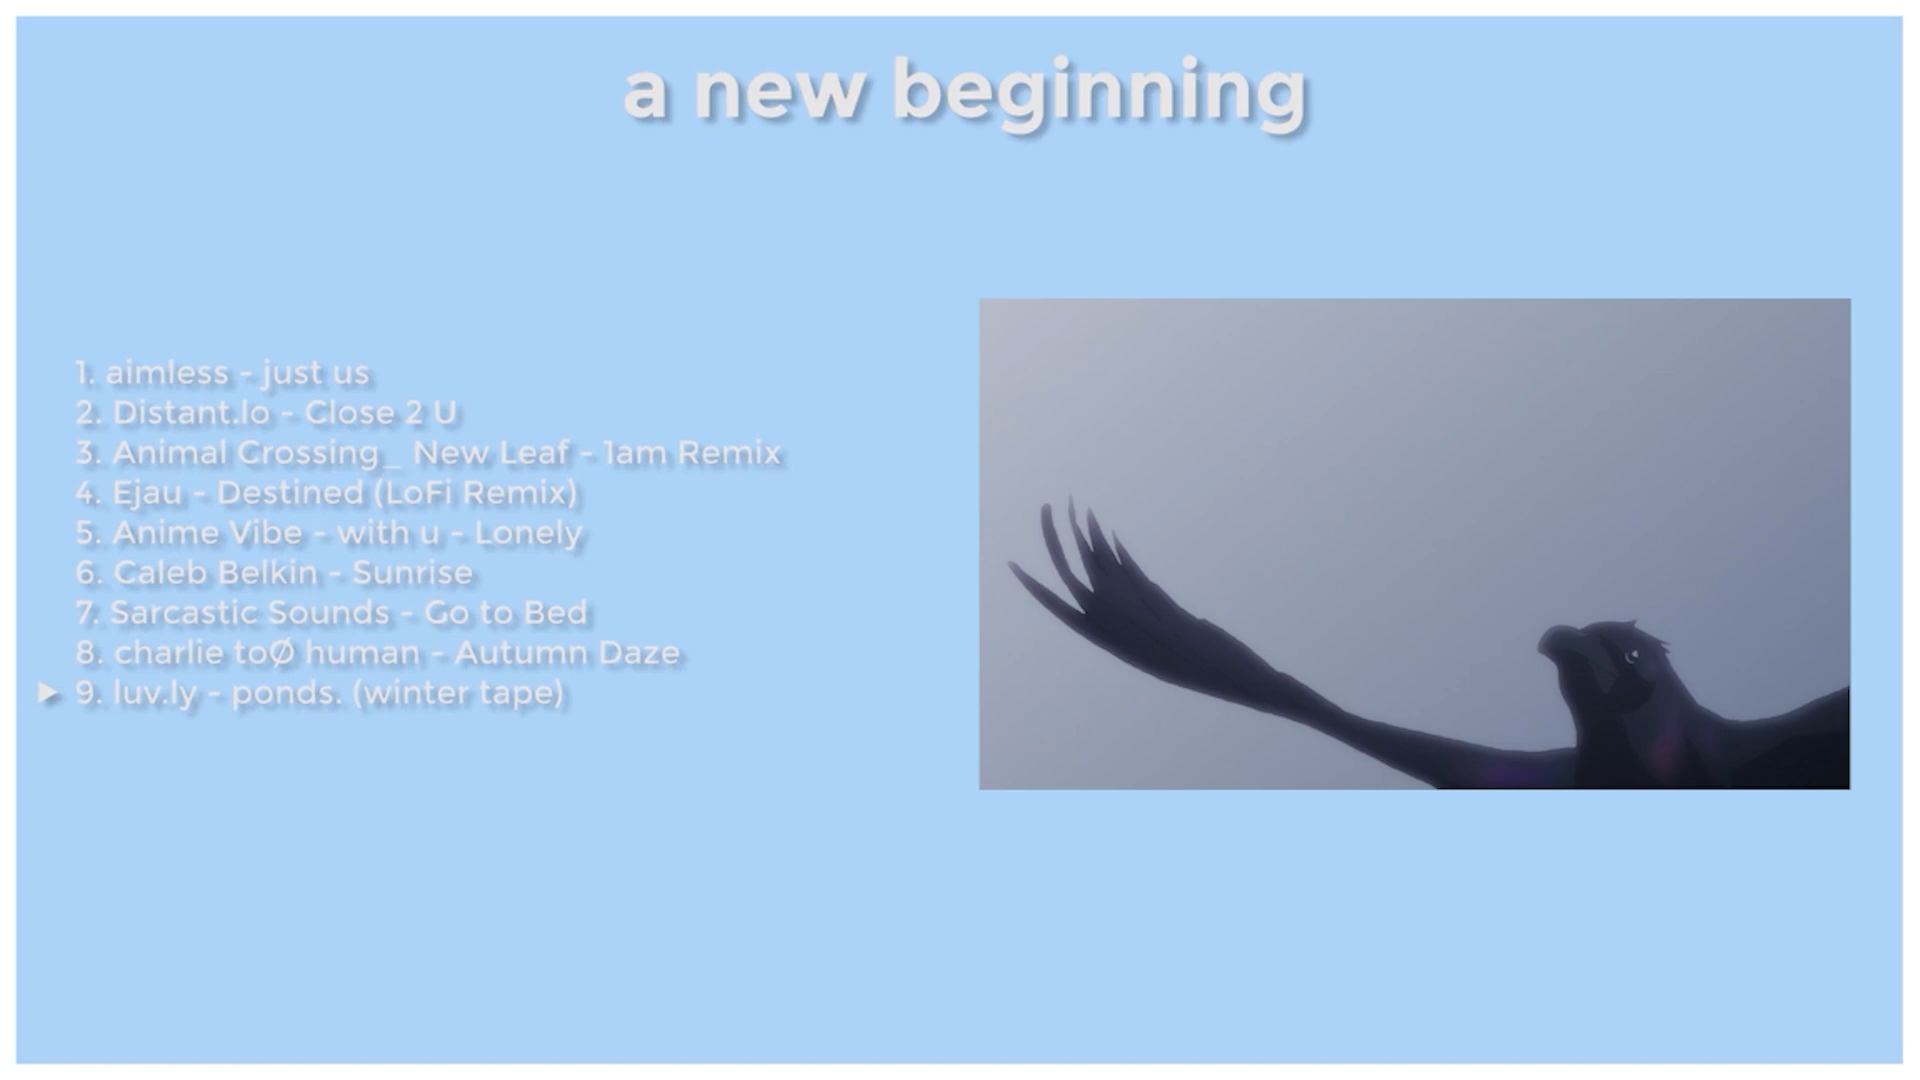 a new beginning
1. aimless - just us
2. Distant.lo - Close 2 U
3. Animal Crossing_ New Leaf - 1am Remix
4. Ejau - Destined (LoFi Remix)
5. Anime Vibe - with u - Lonely
6. Caleb Belkin - Sunrise
7. Sarcastic Sounds - Go to Bed
8. charlie toØ human - Autumn Daze
9. luv.ly - ponds. (winter tape)